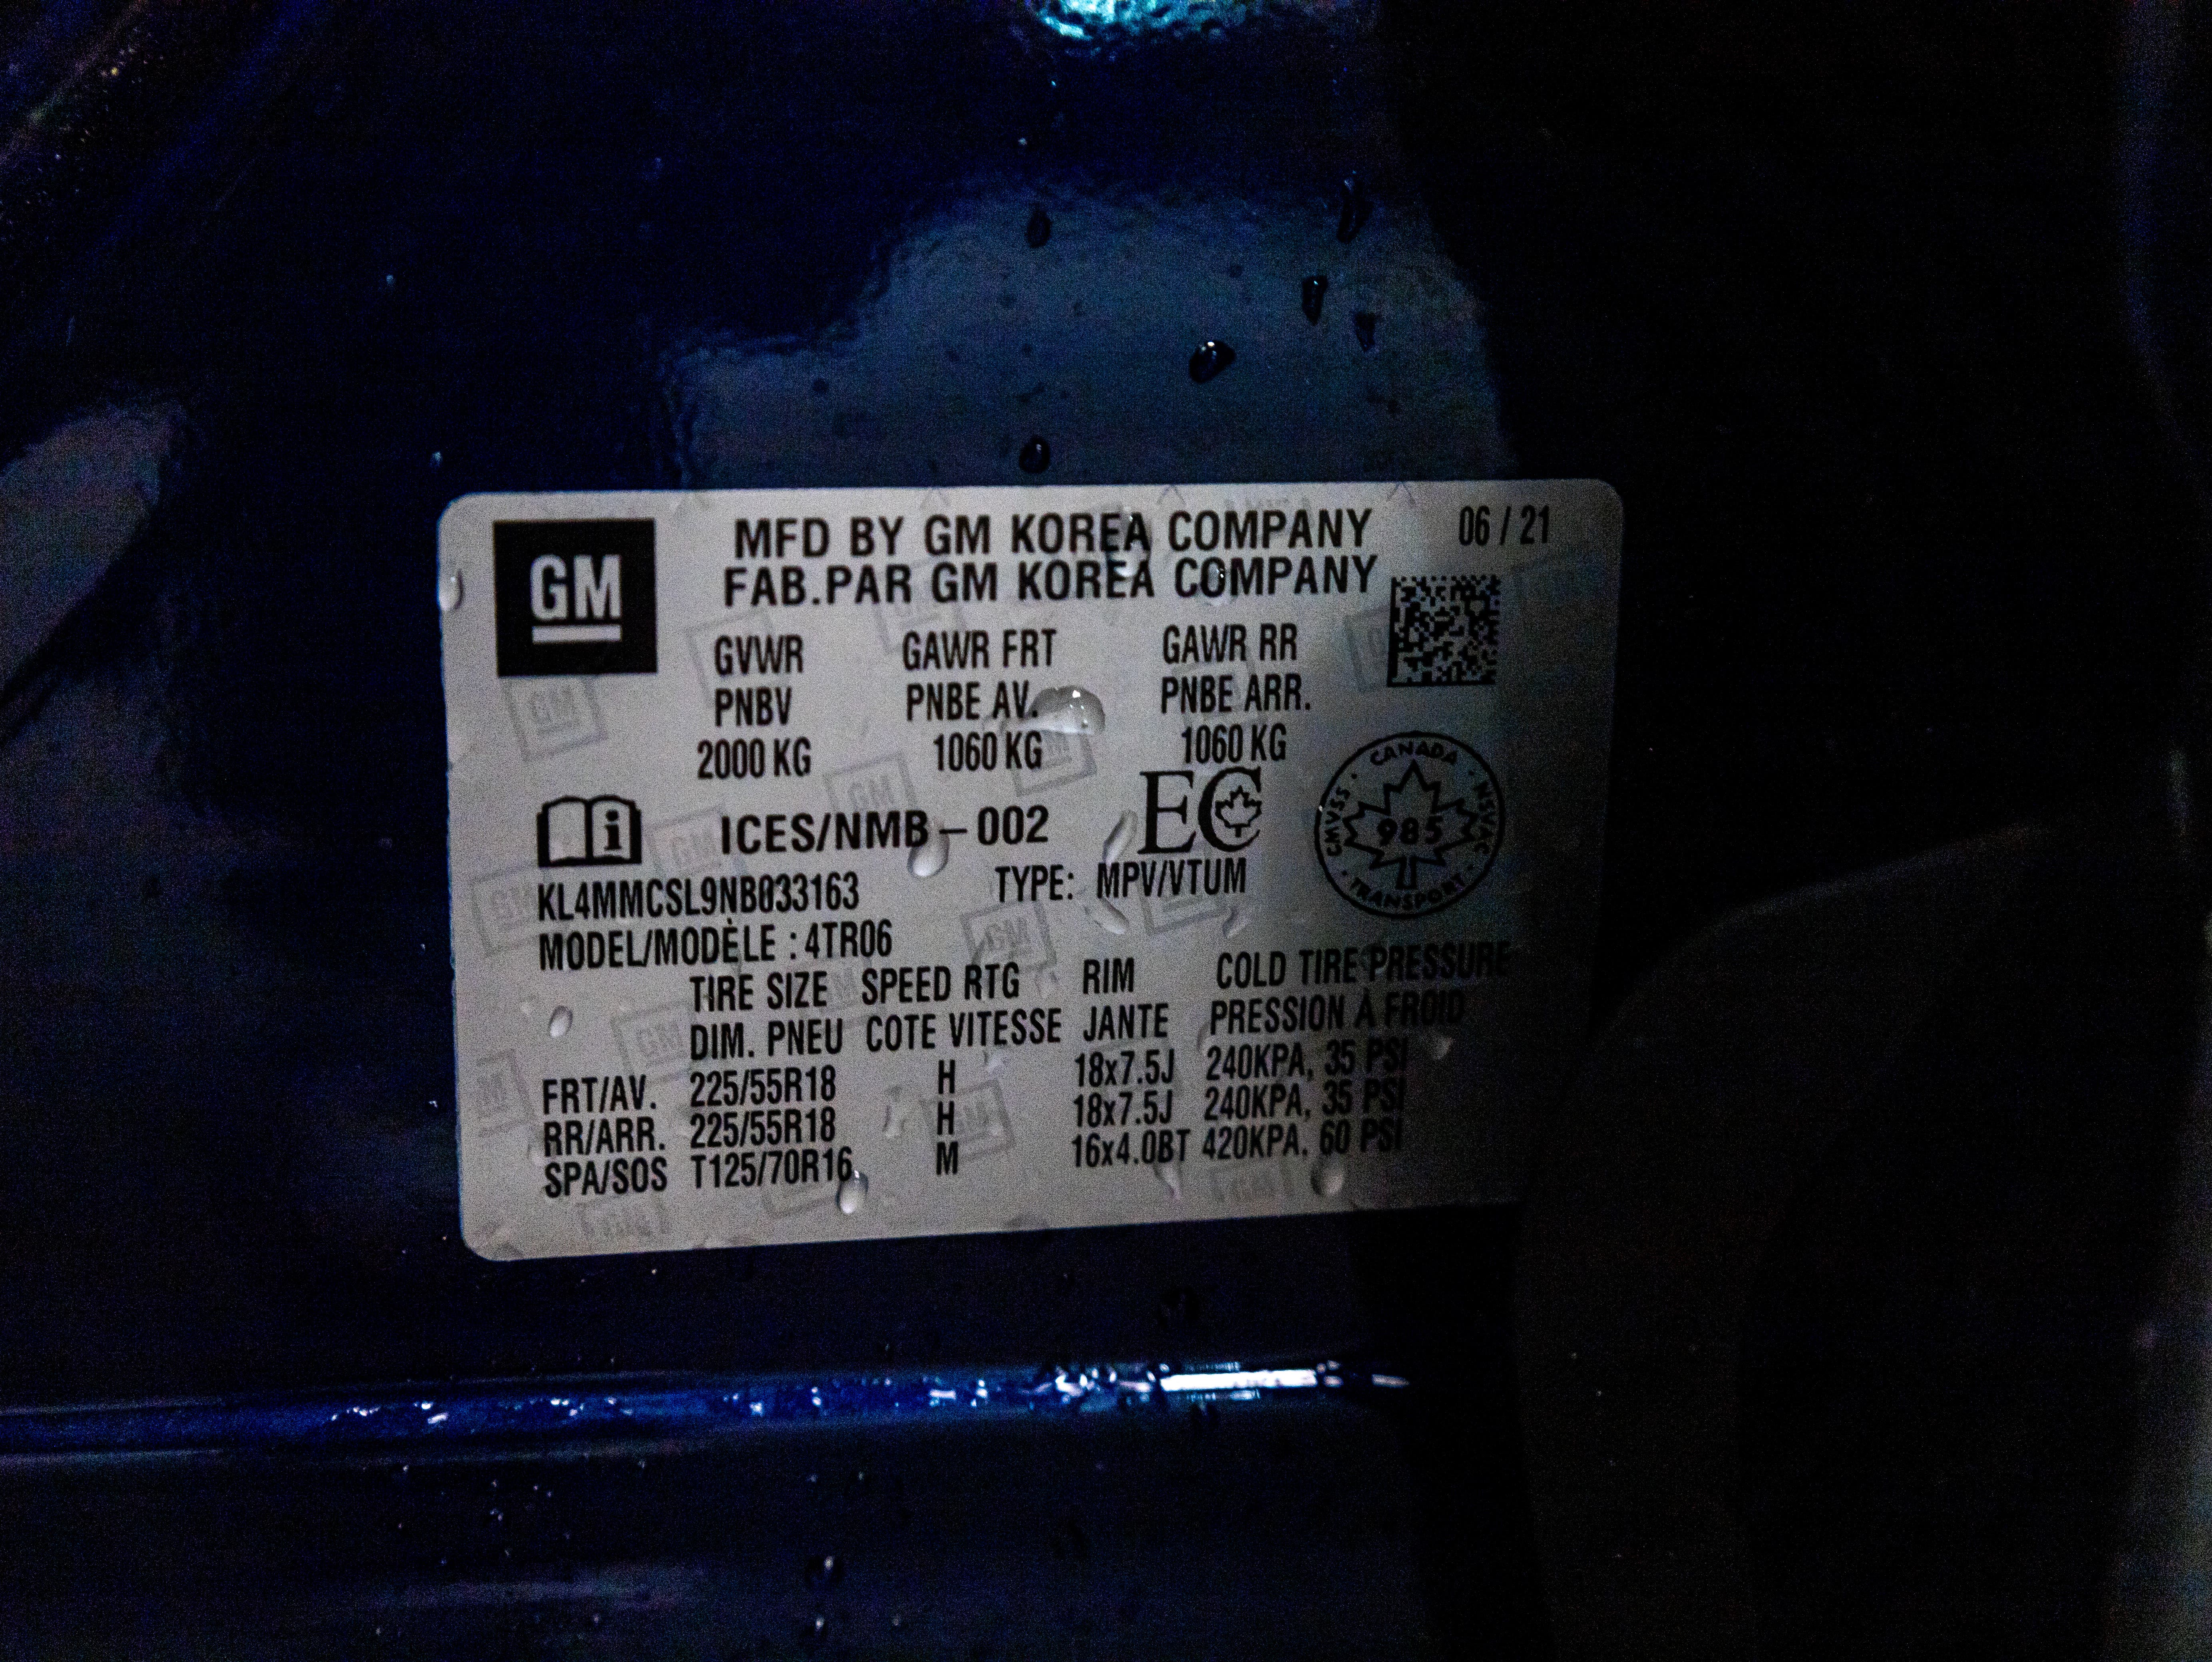 GM
MFD BY GM KOREA COMPANY 06 / 21
FAB.PAR GM KOREA COMPANY
GVWR GAWR FRT GAWR RR
PNBV PNBE AV. PNBE ARR.
2000 KG 1060 KG 1060 KG
ICES/NMB - 002 EC
CANADA
CMVSS 985 NSVAC
TRANSPORT
KL4MMCSL9NB033163 TYPE: MPV/VTUM
MODEL/MODÈLE : 4TR06
TIRE SIZE SPEED RTG RIM COLD TIRE PRESSURE
DIM. PNEU COTE VITESSE JANTE PRESSION À FROID
FRT/AV. 225/55R18 H 18x7.5J 240KPA, 35 PSI
RR/ARR. 225/55R18 H 18x7.5J 240KPA, 35 PSI
SPA/SOS T125/70R16 M 16x4.0BT 420KPA, 60 PSI